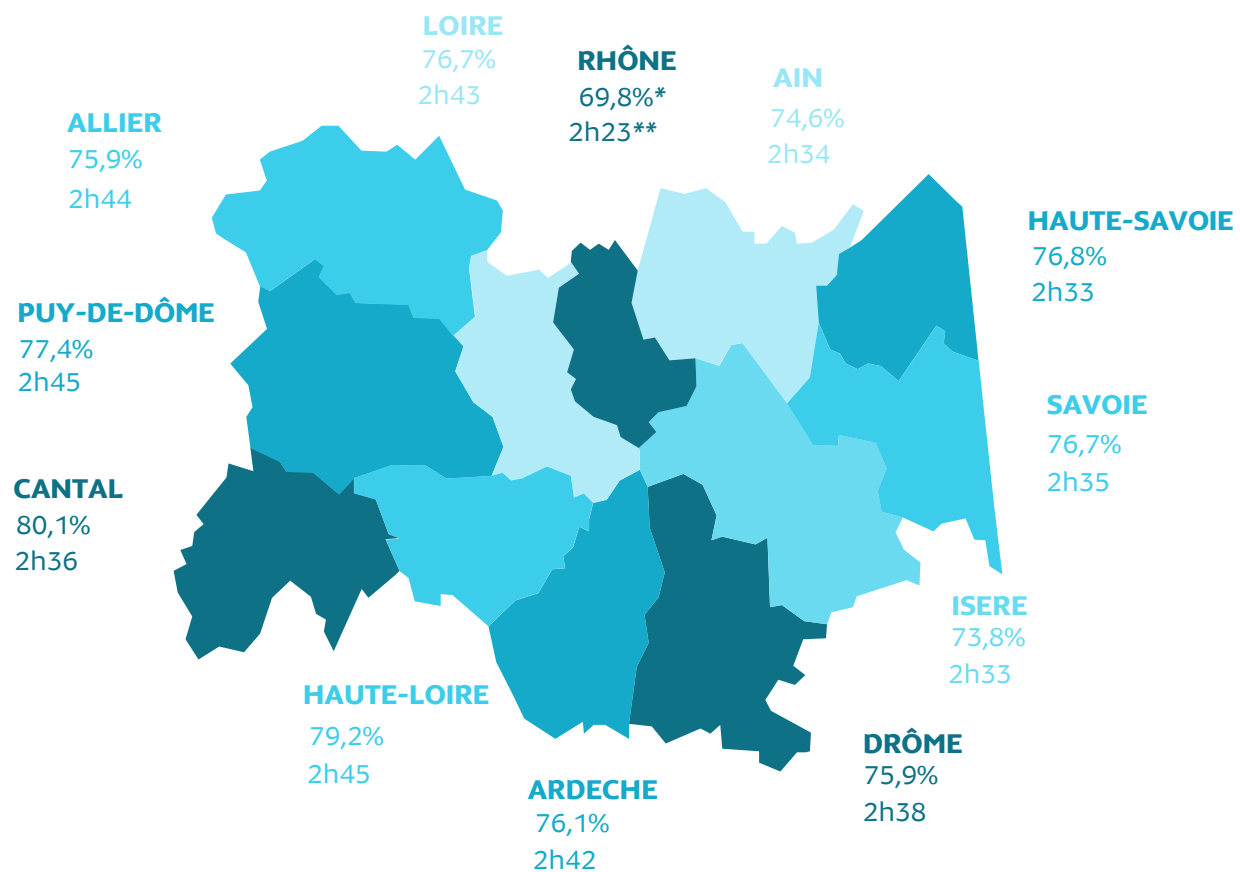 LOIRE
76,7%
2h43
RHÔNE
69,8%*
2h23**
AIN
74,6%
2h34
ALLIER
75,9%
2h44
HAUTE-SAVOIE
76,8%
2h33
PUY-DE-DÔME
77,4%
2h45
SAVOIE
76,7%
2h35
CANTAL
80,1%
2h36
ISERE
73,8%
2h33
HAUTE-LOIRE
79,2%
2h45
DRÔME
75,9%
2h38
ARDECHE
76,1%
2h42